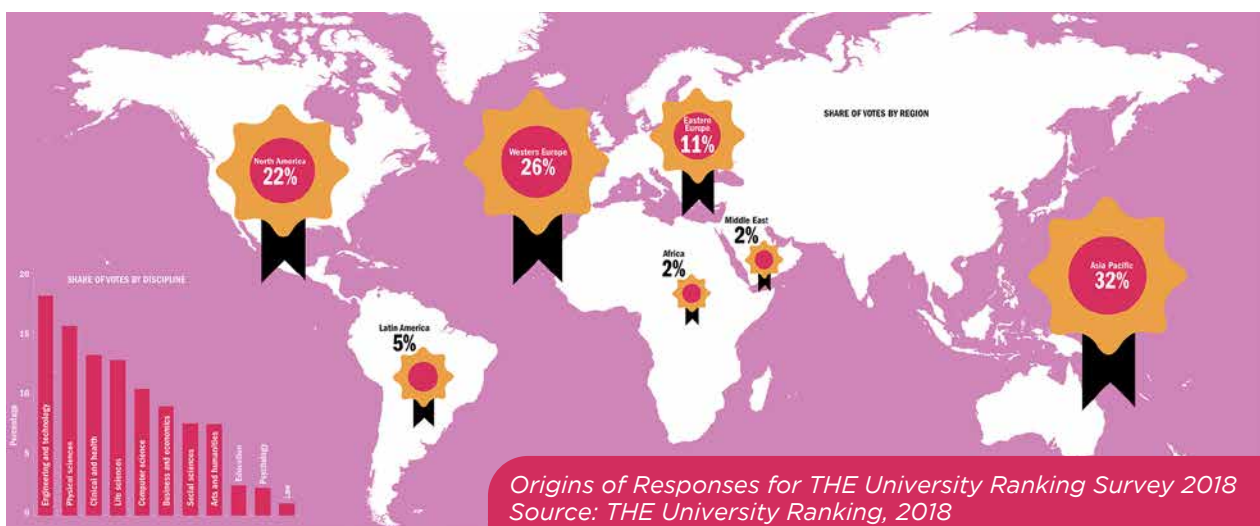 SHARE OF VOTES BY REGION
North America
22%
Western Europe
26%
Eastern
Europe
11%
Middle East
2%
Africa
2%
Asia Pacific
32%
Latin America
5%
SHARE OF VOTES BY DISCIPLINE
Percentage
20
15
10
5
0
Engineering and technology
Physical sciences
Clinical and health
Life sciences
Computer science
Business and economics
Social sciences
Arts and humanities
Education
Psychology
Law
Origins of Responses for THE University Ranking Survey 2018
Source: THE University Ranking, 2018